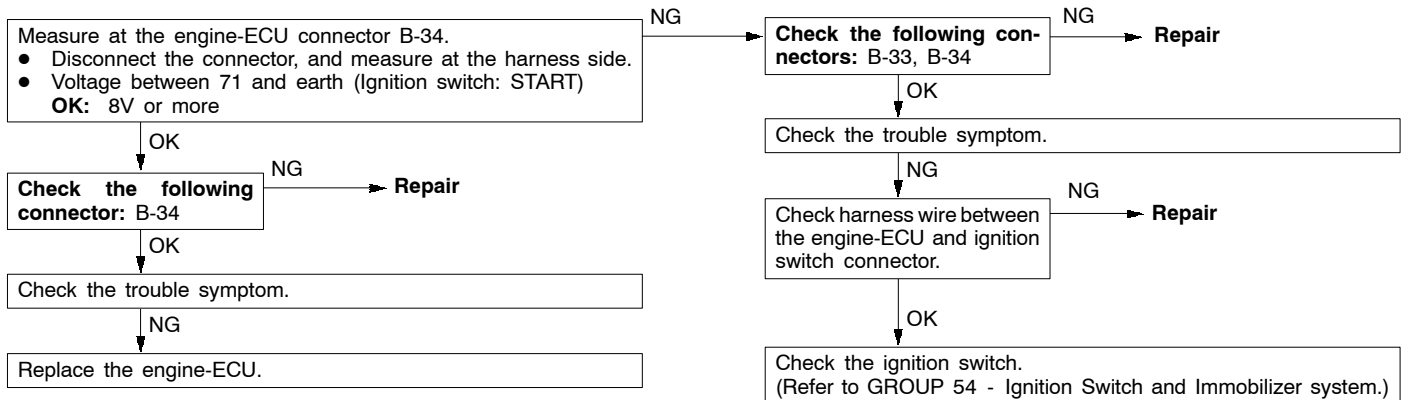 Measure at the engine-ECU connector B-34.
● Disconnect the connector, and measure at the harness side.
● Voltage between 71 and earth (Ignition switch: START)
OK: 8V or more
OK
Check the following
connector: B-34
NG
Repair
OK
Check the trouble symptom.
NG
Replace the engine-ECU.
NG
Check the following con-
nectors: B-33, B-34
NG
Repair
OK
Check the trouble symptom.
NG
Check harness wire between
the engine-ECU and ignition
switch connector.
NG
Repair
OK
Check the ignition switch.
(Refer to GROUP 54 - Ignition Switch and Immobilizer system.)